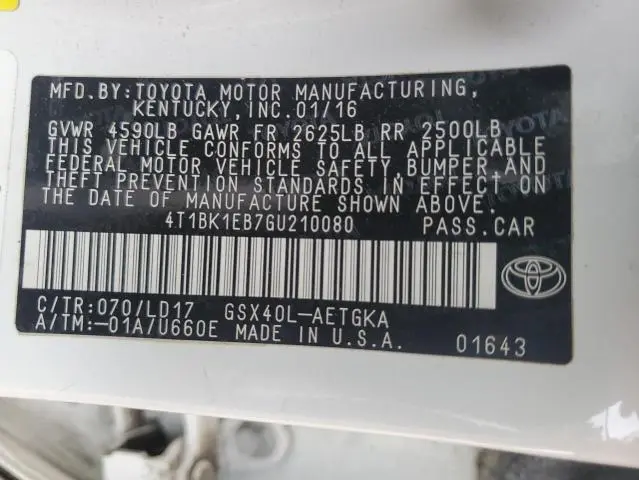 MFD.BY:TOYOTA MOTOR MANUFACTURING,
KENTUCKY,INC.01/16
GVWR 4590LB GAWR FR 2625LB RR 2500LB
THIS VEHICLE CONFORMS TO ALL APPLICABLE
FEDERAL MOTOR VEHICLE SAFETY,BUMPER,AND
THEFT PREVENTION STANDARDS IN EFFECT ON THE
DATE OF MANUFACTURE SHOWN ABOVE.
4T1BK1EB7GU210080 PASS.CAR
C/TR:070/LD17 GSX40L-AETGKA
A/TM:-01A/U660E MADE IN U.S.A. 01643